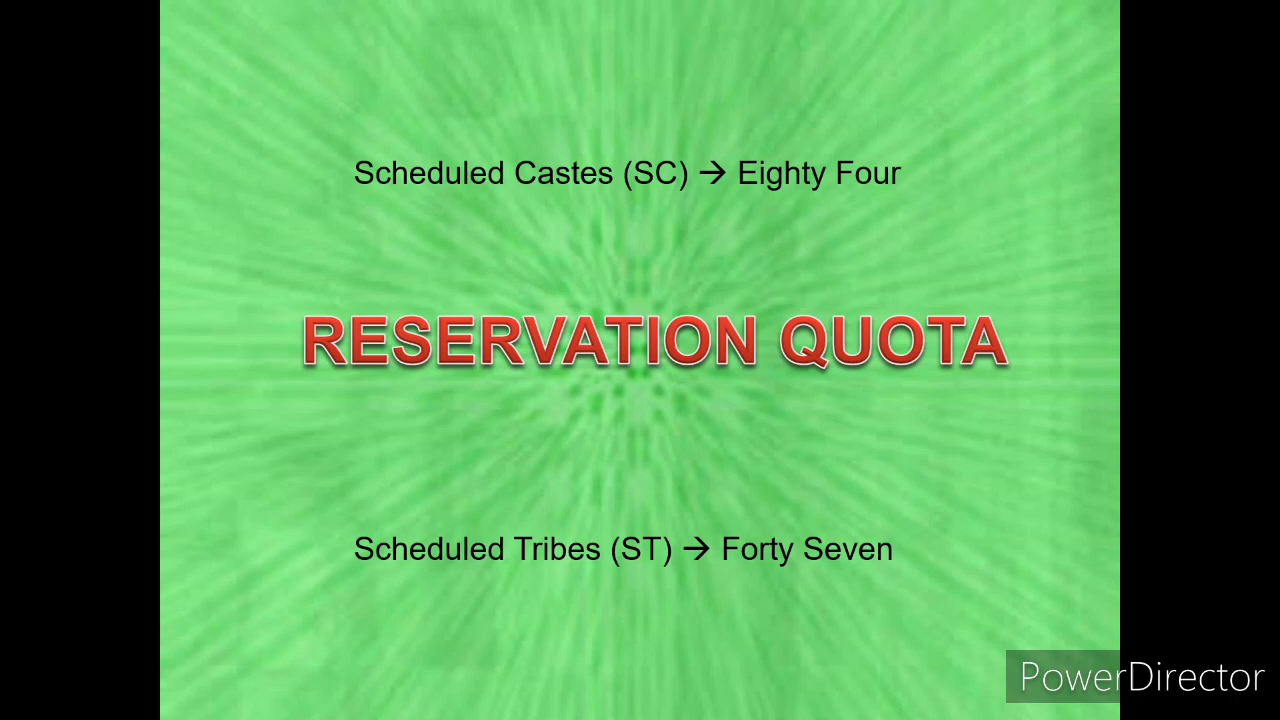 Scheduled Castes (SC) → Eighty Four
RESERVATION QUOTA
Scheduled Tribes (ST) → Forty Seven
PowerDirector